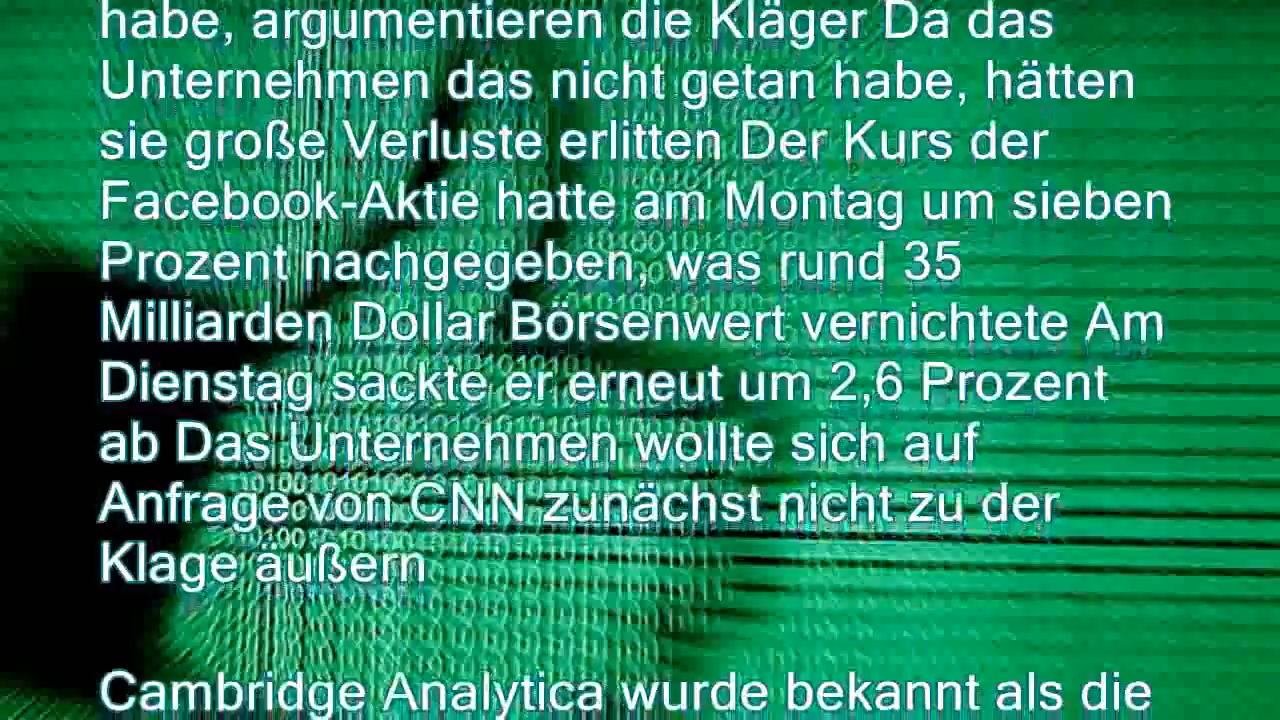 habe, argumentieren die Kläger Da das
Unternehmen das nicht getan habe, hätten
sie große Verluste erlitten Der Kurs der
Facebook-Aktie hatte am Montag um sieben
Prozent nachgegeben, was rund 35
Milliarden Dollar Börsenwert vernichtete Am
Dienstag sackte er erneut um 2,6 Prozent
ab Das Unternehmen wollte sich auf
Anfrage von CNN zunächst nicht zu der
Klage äußern
Cambridge Analytica wurde bekannt als die